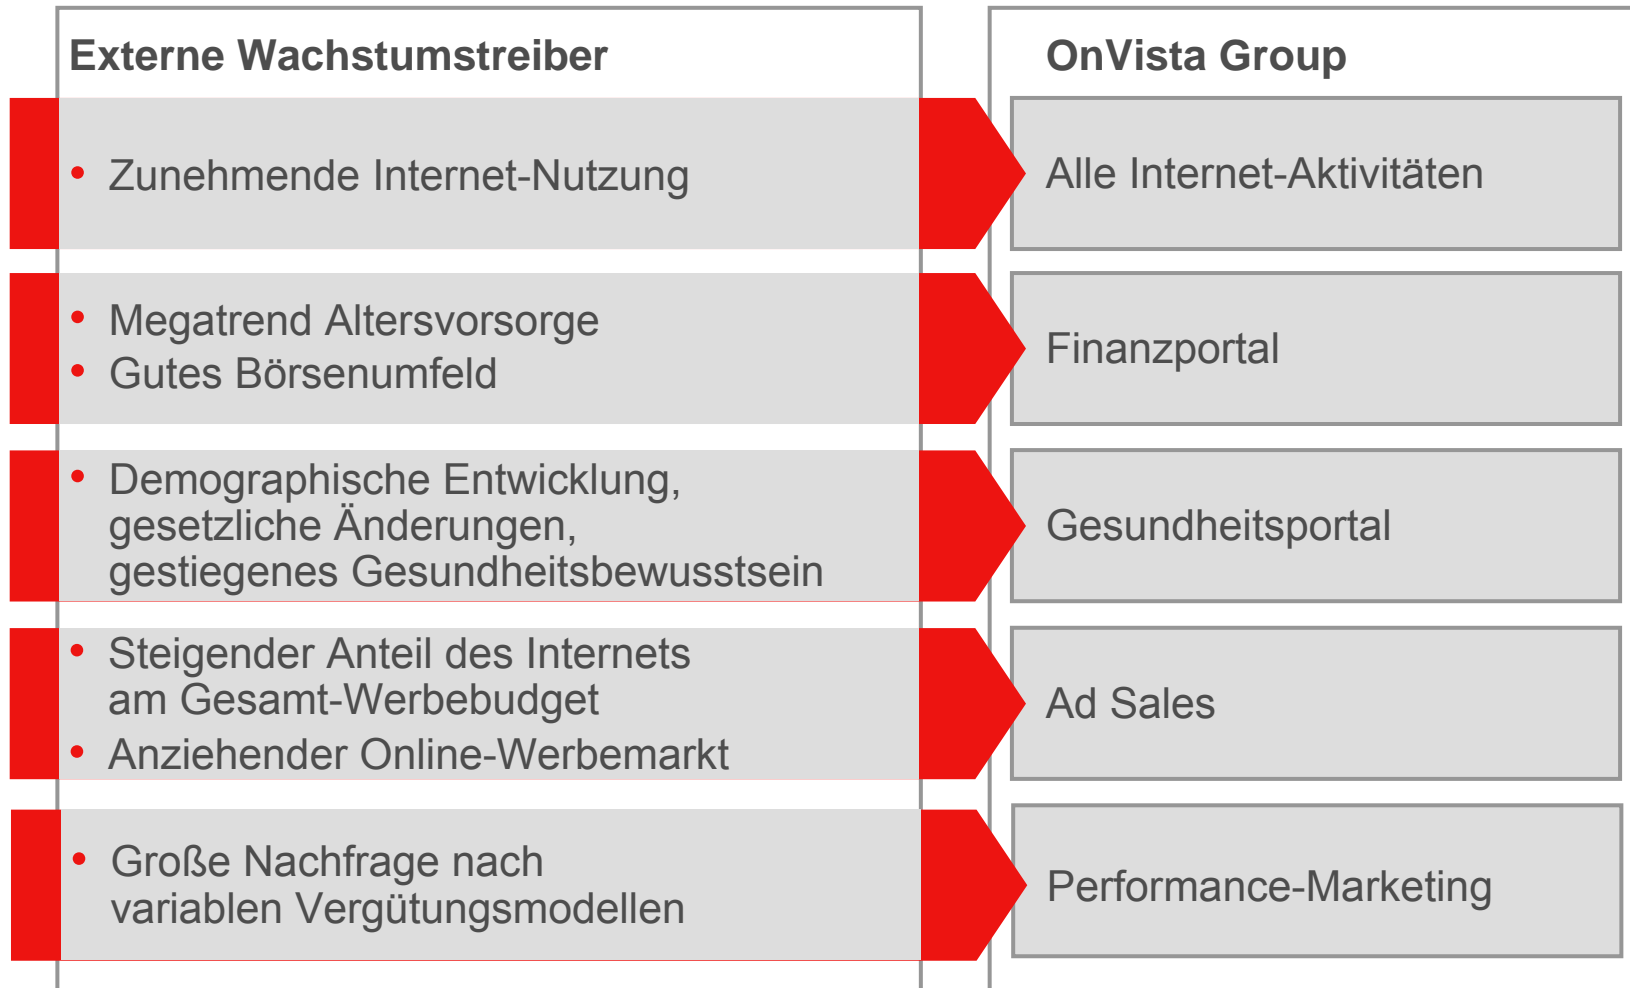 Externe Wachstumstreiber
OnVista Group
• Zunehmende Internet-Nutzung
Alle Internet-Aktivitäten
• Megatrend Altersvorsorge
• Gutes Börsenumfeld
Finanzportal
• Demographische Entwicklung,
gesetzliche Änderungen,
gestiegenes Gesundheitsbewusstsein
Gesundheitsportal
• Steigender Anteil des Internets
am Gesamt-Werbebudget
• Anziehender Online-Werbemarkt
Ad Sales
• Große Nachfrage nach
variablen Vergütungsmodellen
Performance-Marketing